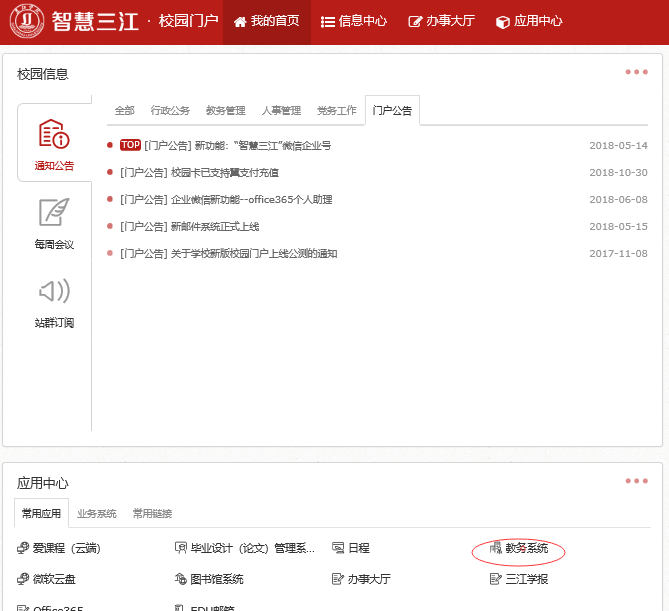 智慧三江 · 校园门户 我的首页 信息中心 办事大厅 应用中心
校园信息
全部 行政公务 教务管理 人事管理 党务工作 门户公告
通知公告
每周会议
站群订阅
TOP [门户公告] 新功能：“智慧三江”微信企业号 2018-05-14
[门户公告] 校园卡已支持翼支付充值 2018-10-30
[门户公告] 企业微信新功能--office365个人助理 2018-06-08
[门户公告] 新邮件系统正式上线 2018-05-15
[门户公告] 关于学校新版校园门户上线公测的通知 2017-11-08
应用中心
常用应用 业务系统 常用链接
爱课程（云端） 毕业设计（论文）管理系... 日程 教务系统
微软云盘 图书馆系统 办事大厅 三江学报
Office365 EDU邮箱